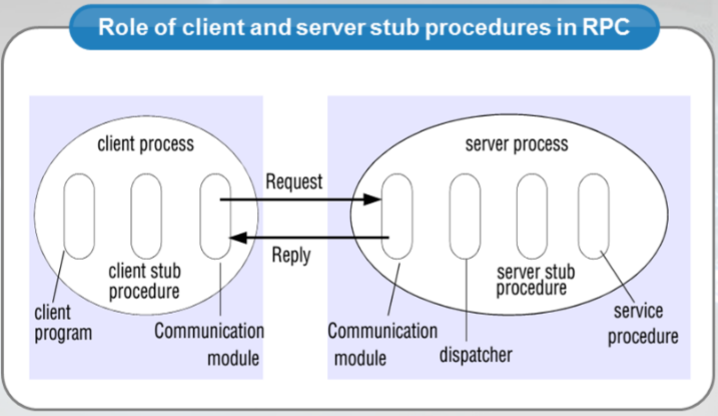 Role of client and server stub procedures in RPC
client process
server process
Request
Reply
client stub
procedure
server stub
procedure
client
program
Communication
module
Communication
module
dispatcher
service
procedure